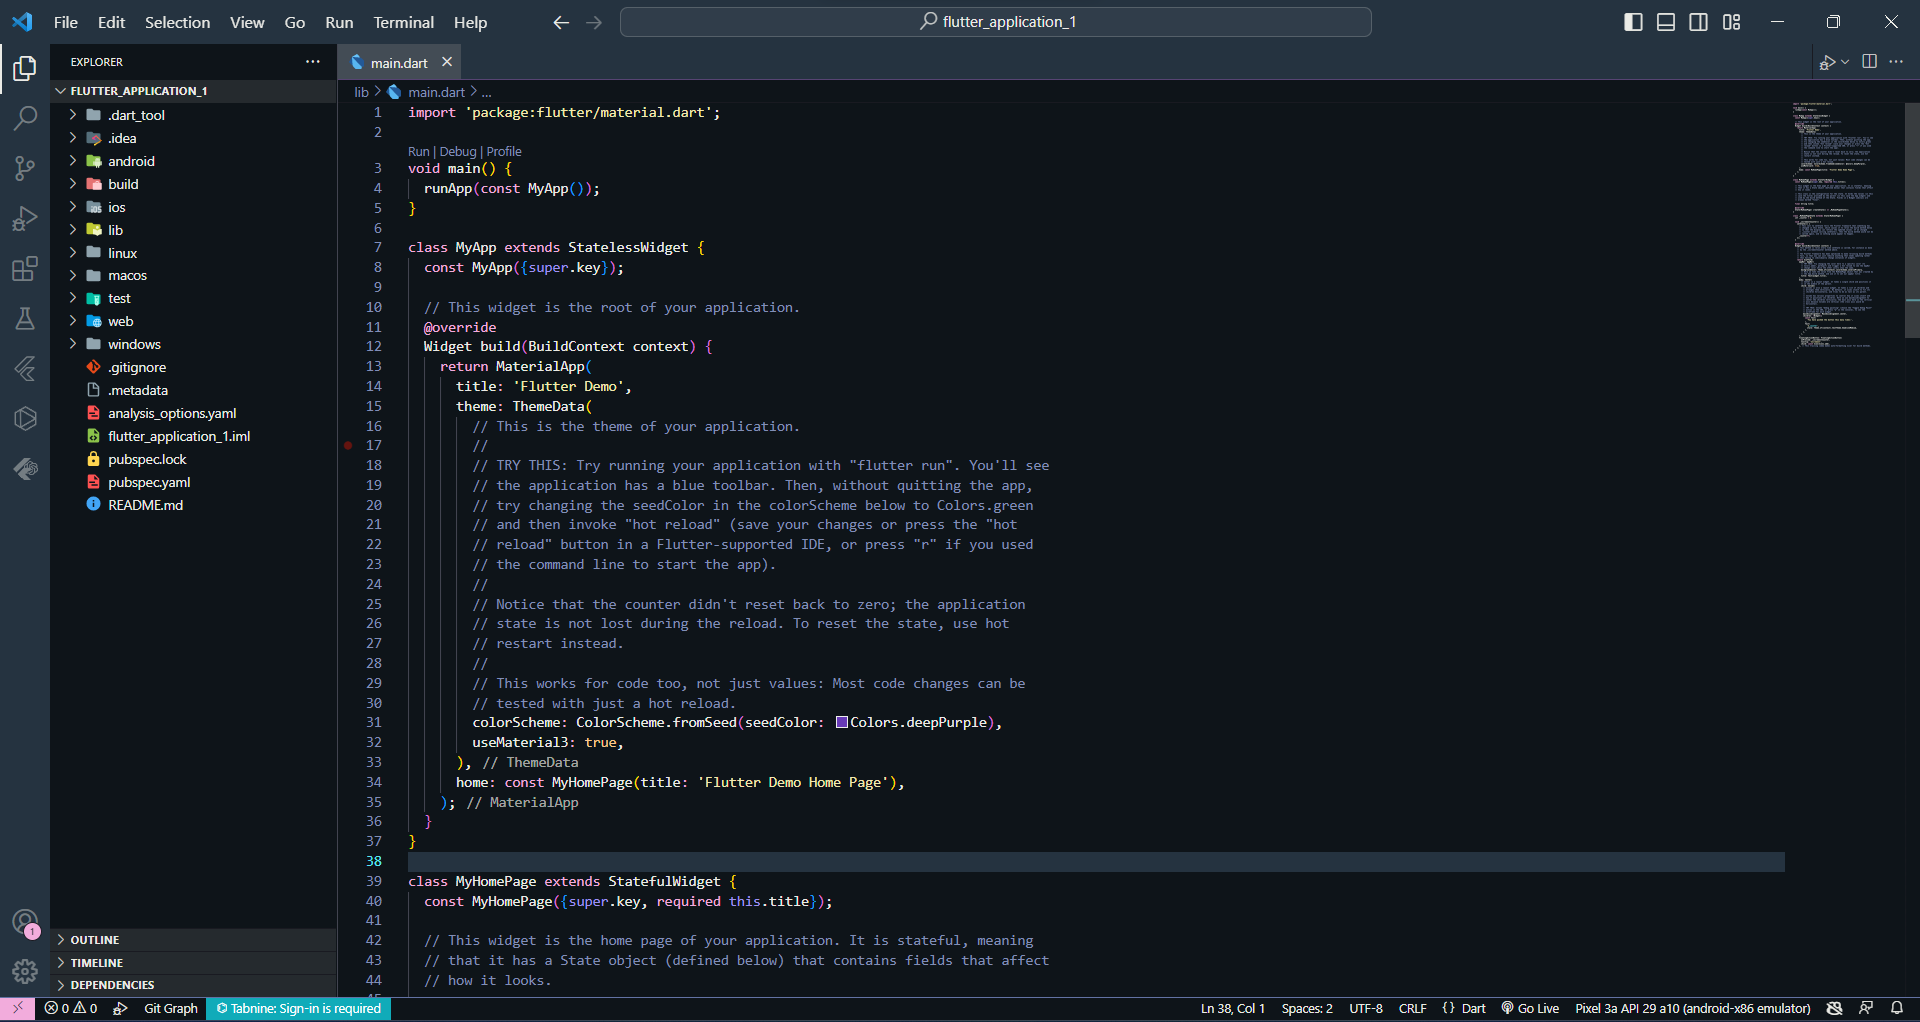 File Edit Selection View Go Run Terminal Help
flutter_application_1
EXPLORER
main.dart
FLUTTER_APPLICATION_1
.dart_tool
.idea
android
build
ios
lib
linux
macos
test
web
windows
.gitignore
.metadata
analysis_options.yaml
flutter_application_1.iml
pubspec.lock
pubspec.yaml
README.md
OUTLINE
TIMELINE
DEPENDENCIES
lib > main.dart > ...
1 import 'package:flutter/material.dart';
2
Run | Debug | Profile
3 void main() {
4 runApp(const MyApp());
5 }
6
7 class MyApp extends StatelessWidget {
8 const MyApp({super.key});
9
10 // This widget is the root of your application.
11 @override
12 Widget build(BuildContext context) {
13 return MaterialApp(
14 title: 'Flutter Demo',
15 theme: ThemeData(
16 // This is the theme of your application.
17 //
18 // TRY THIS: Try running your application with "flutter run". You'll see
19 // the application has a blue toolbar. Then, without quitting the app,
20 // try changing the seedColor in the colorScheme below to Colors.green
21 // and then invoke "hot reload" (save your changes or press the "hot
22 // reload" button in a Flutter-supported IDE, or press "r" if you used
23 // the command line to start the app).
24 //
25 // Notice that the counter didn't reset back to zero; the application
26 // state is not lost during the reload. To reset the state, use hot
27 // restart instead.
28 //
29 // This works for code too, not just values: Most code changes can be
30 // tested with just a hot reload.
31 colorScheme: ColorScheme.fromSeed(seedColor: Colors.deepPurple),
32 useMaterial3: true,
33 ), // ThemeData
34 home: const MyHomePage(title: 'Flutter Demo Home Page'),
35 ); // MaterialApp
36 }
37 }
38
39 class MyHomePage extends StatefulWidget {
40 const MyHomePage({super.key, required this.title});
41
42 // This widget is the home page of your application. It is stateful, meaning
43 // that it has a State object (defined below) that contains fields that affect
44 // how it looks.
1
0 0 Git Graph Tabnine: Sign-in is required Ln 38, Col 1 Spaces: 2 UTF-8 CRLF {} Dart Go Live Pixel 3a API 29 a10 (android-x86 emulator)